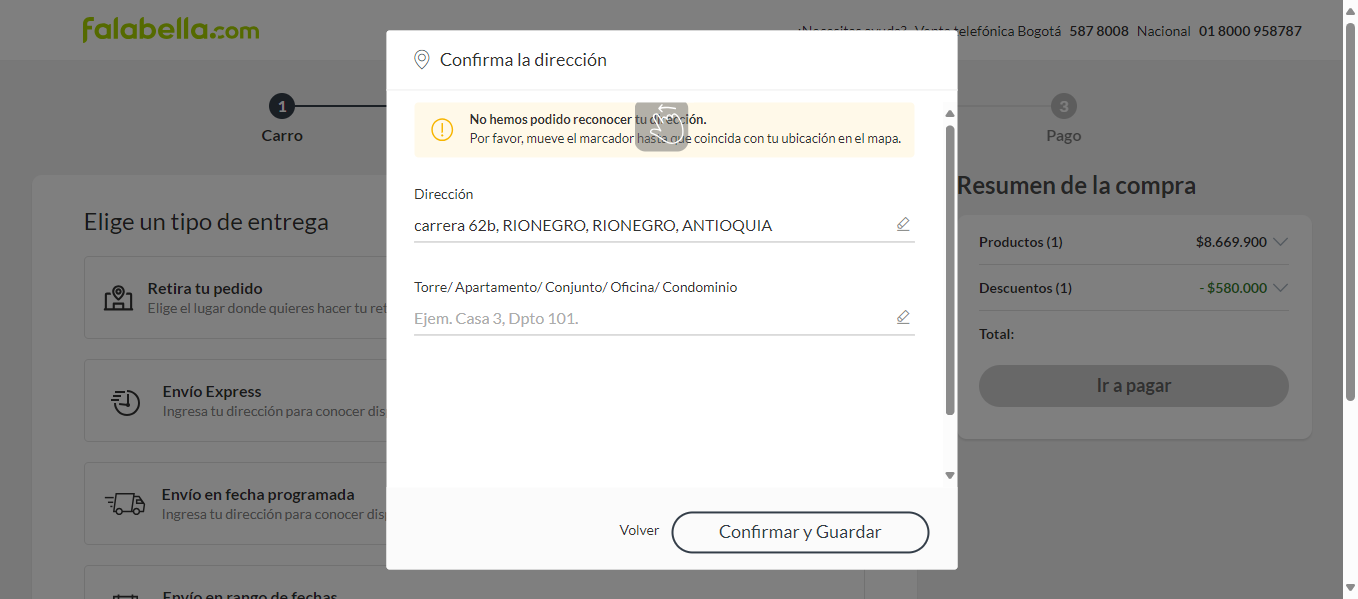 falabella.com
¿Necesitas ayuda? Venta telefónica Bogotá 587 8008 Nacional 01 8000 958787
1
Carro
3
Pago
Confirma la dirección
No hemos podido reconocer tu dirección.
Por favor, mueve el marcador hasta que coincida con tu ubicación en el mapa.
Dirección
carrera 62b, RIONEGRO, RIONEGRO, ANTIOQUIA
Torre/ Apartamento/ Conjunto/ Oficina/ Condominio
Ejem. Casa 3, Dpto 101.
Volver
Confirmar y Guardar
Elige un tipo de entrega
Retira tu pedido
Elige el lugar donde quieres hacer tu ret
Envío Express
Ingresa tu dirección para conocer dis
Envío en fecha programada
Ingresa tu dirección para conocer dis
Envío en rango de fechas
Resumen de la compra
Productos (1) $8.669.900
Descuentos (1) - $580.000
Total:
Ir a pagar